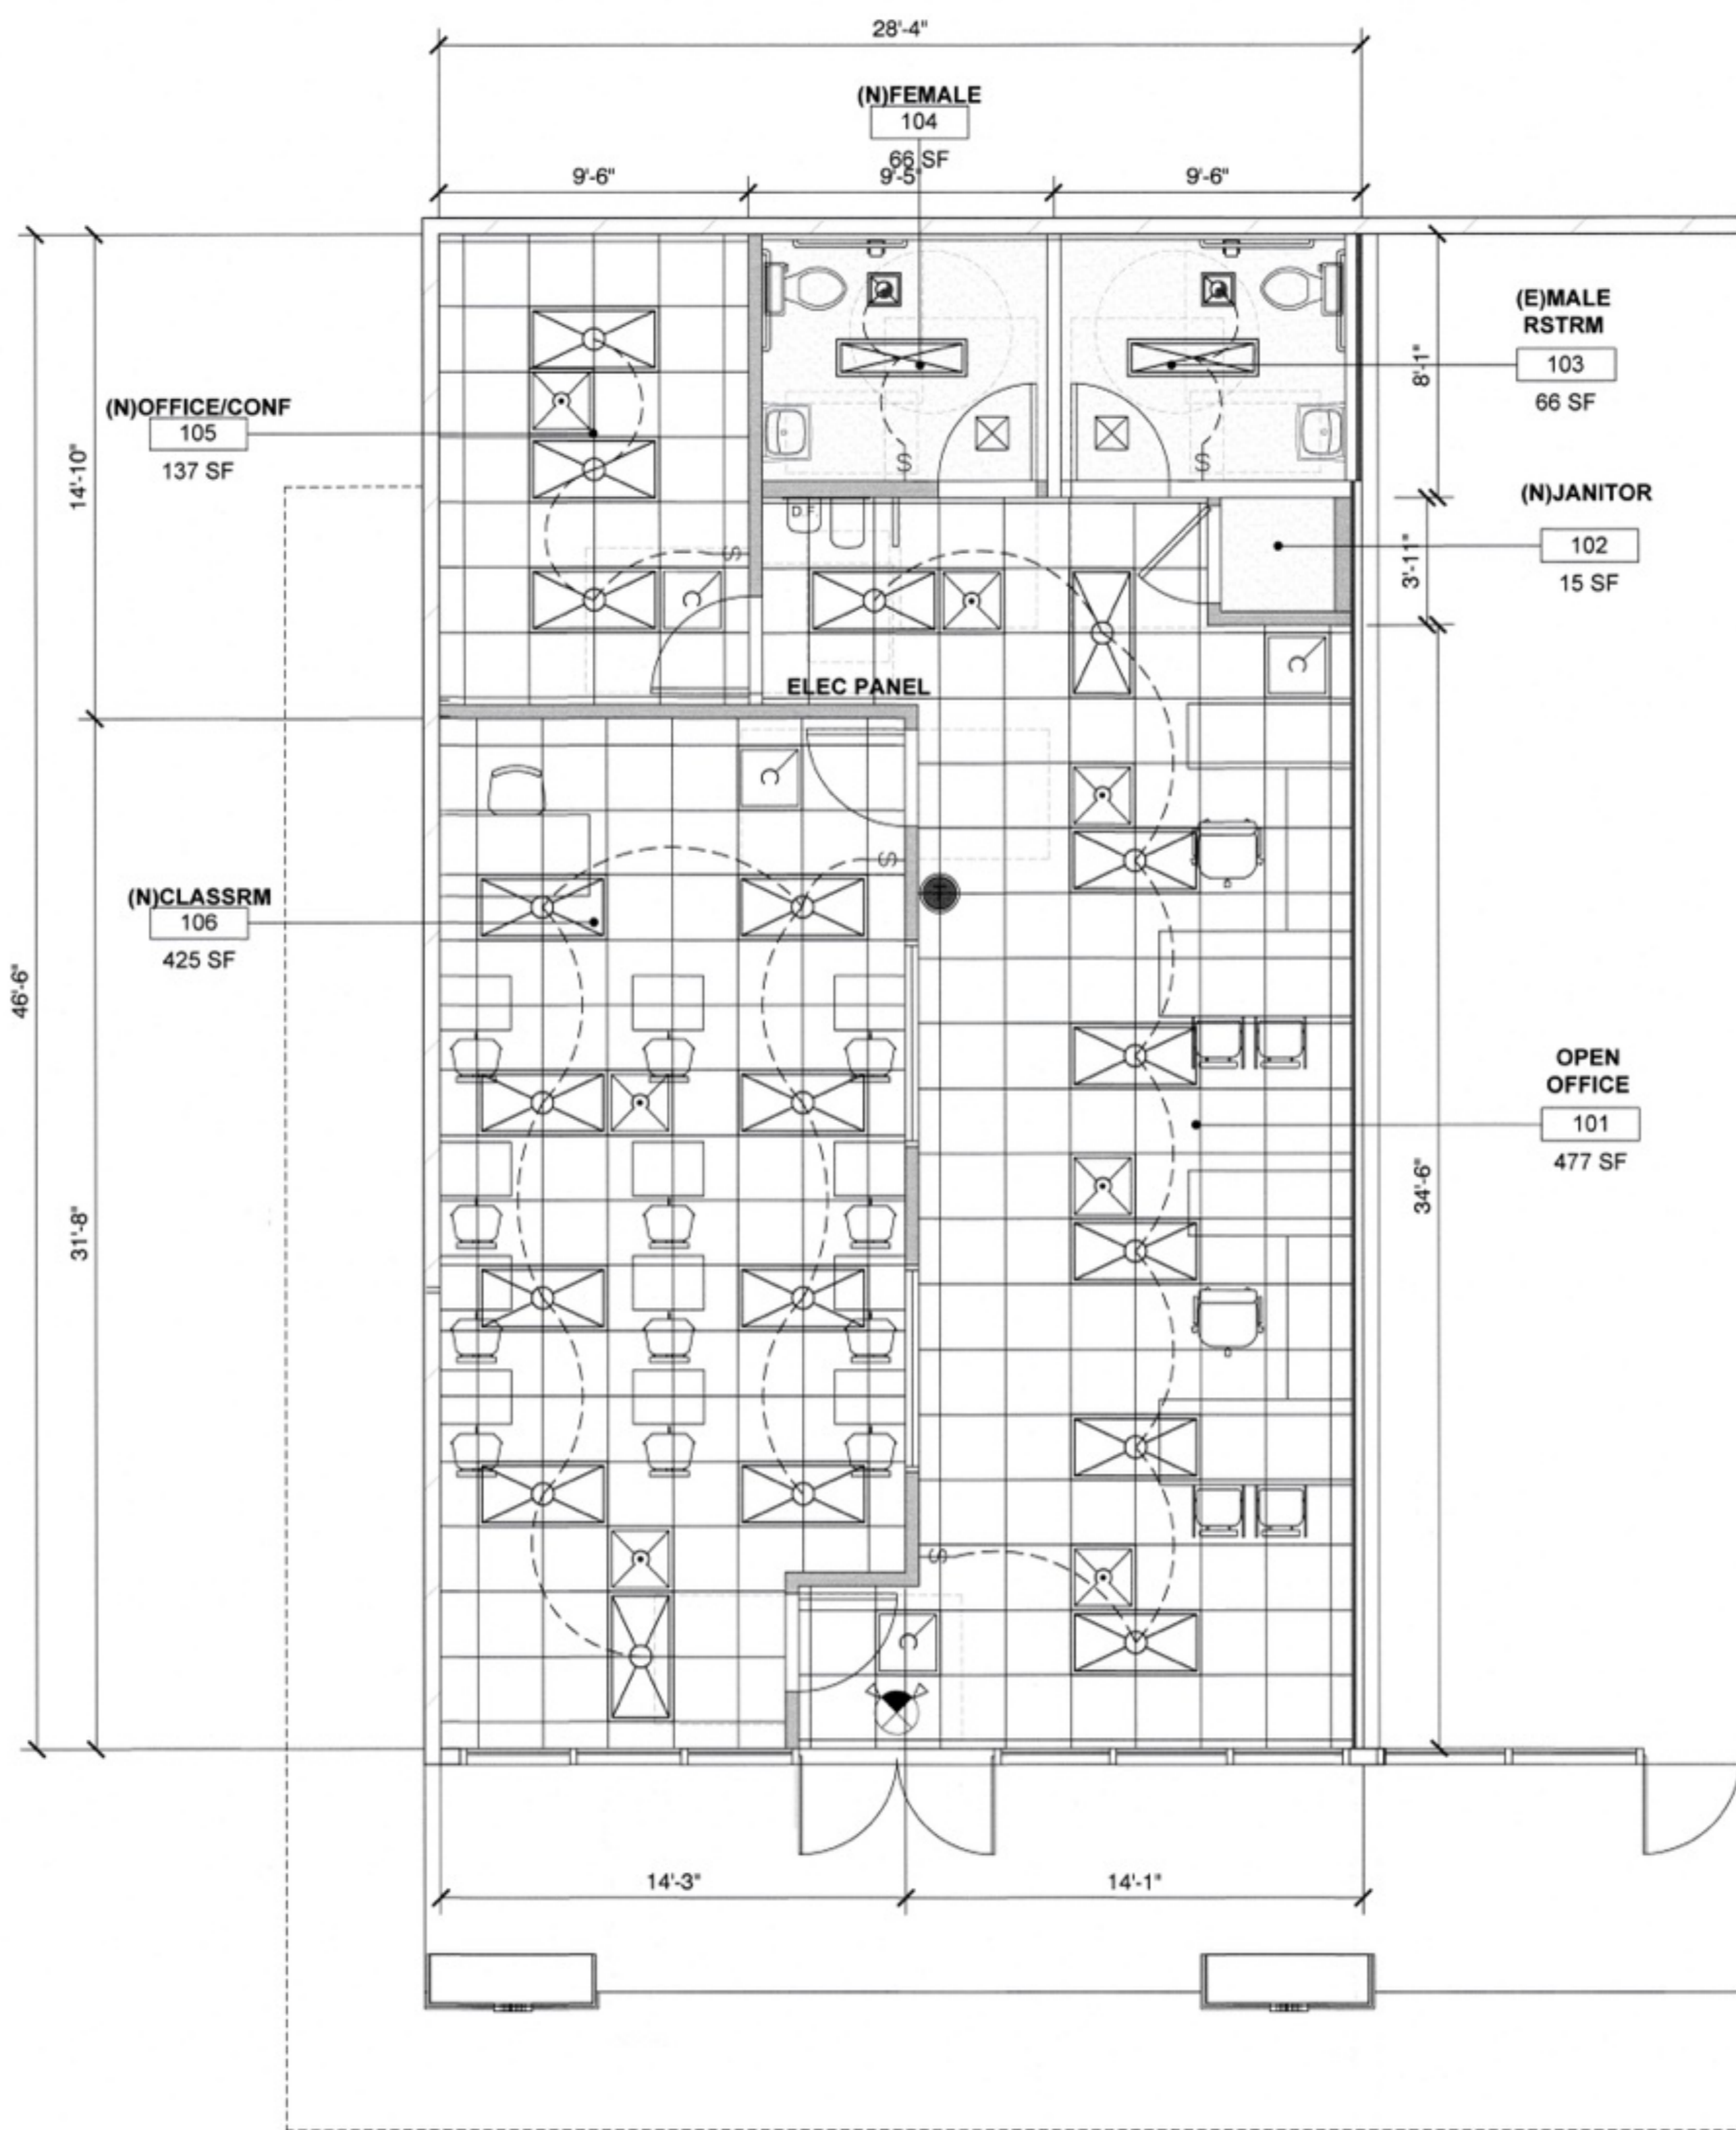 28'-4"
(N)FEMALE
104
66 SF
9'-6"
9'-5"
9'-6"
(E)MALE
RSTRM
103
66 SF
8'-1"
(N)OFFICE/CONF
105
137 SF
14'-10"
S
S
(N)JANITOR
102
15 SF
3'-11"
D.F.
S
C
C
ELEC PANEL
C
S
(N)CLASSRM
106
425 SF
46'-6"
OPEN
OFFICE
101
477 SF
34'-6"
31'-8"
S
C
14'-3"
14'-1"